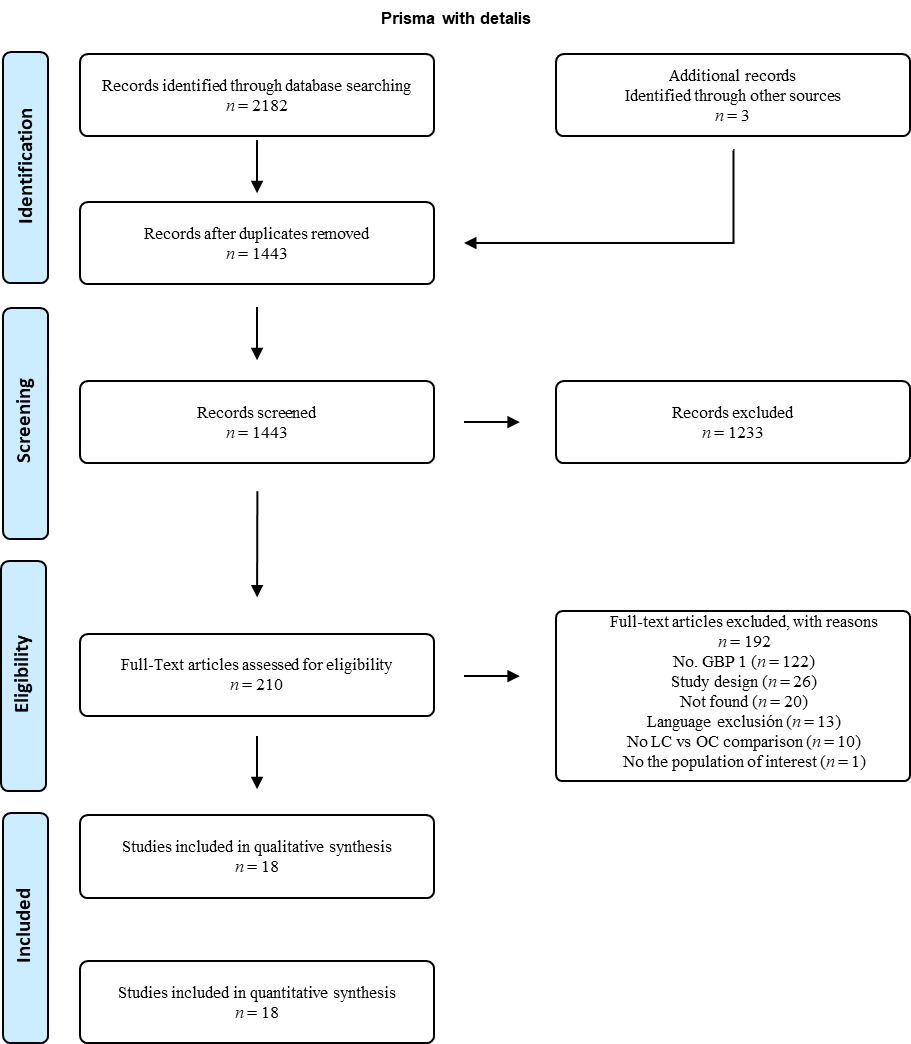 Prisma with detalis
Identification
Records identified through database searching
n = 2182
Additional records
Identified through other sources
n = 3
Records after duplicates removed
n = 1443
Screening
Records screened
n = 1443
Records excluded
n = 1233
Eligibility
Full-Text articles assessed for eligibility
n = 210
Full-text articles excluded, with reasons
n = 192
No. GBP 1 (n = 122)
Study design (n = 26)
Not found (n = 20)
Language exclusión (n = 13)
No LC vs OC comparison (n = 10)
No the population of interest (n = 1)
Included
Studies included in qualitative synthesis
n = 18
Studies included in quantitative synthesis
n = 18